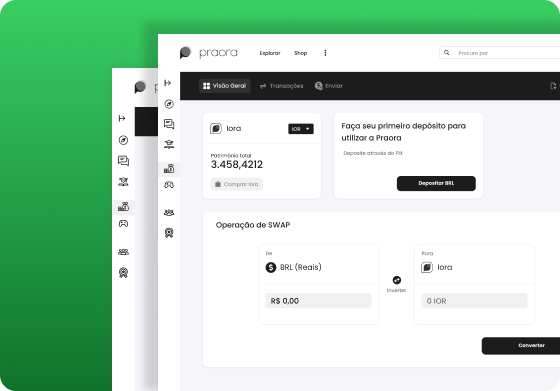 praora
Explorar
Shop
Procure por
Visão Geral
Transações
Enviar
Iora
IOR
Patrimônio total
3.458,4212
Comprar Iora
Faça seu primeiro depósito para
utilizar a Praora
Deposite através do PIX
Depositar BRL
Operação de SWAP
De
BRL (Reais)
R$ 0,00
Inverter
Para
Iora
0 IOR
Converter